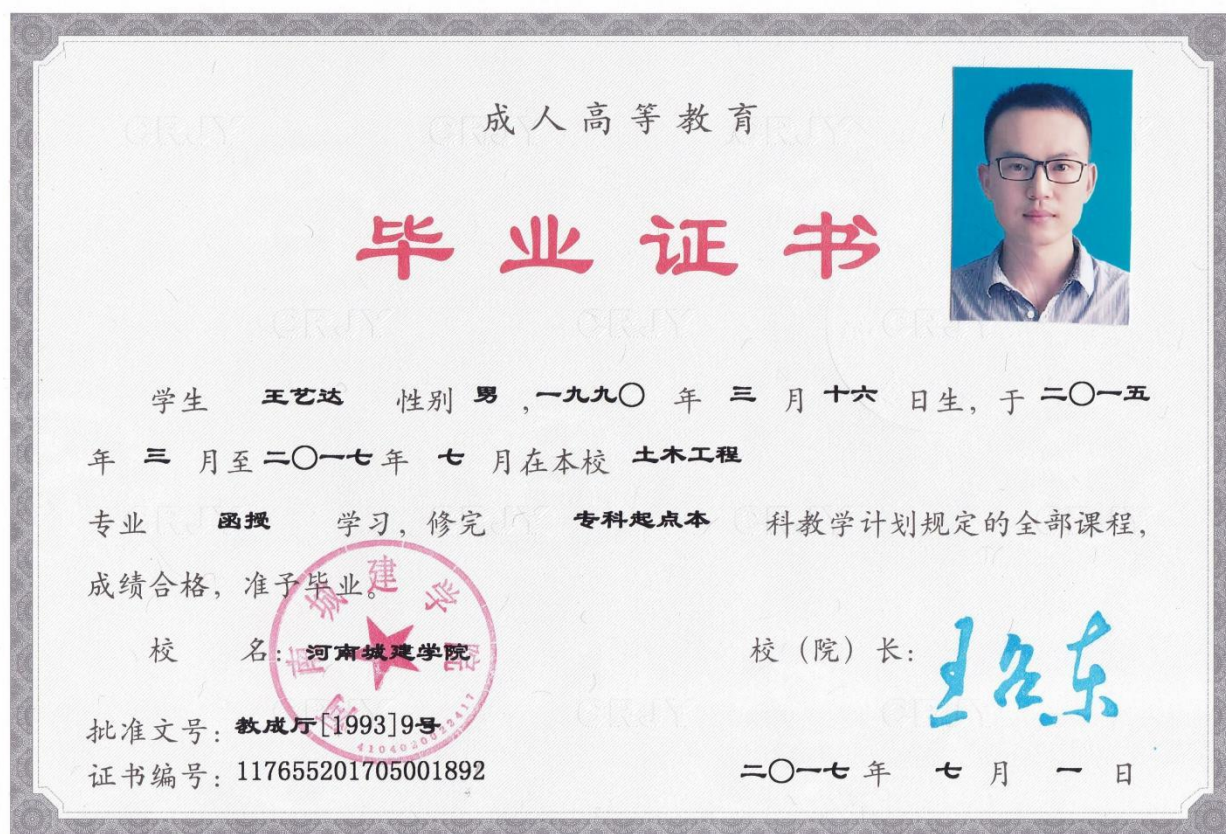 成人高等教育
毕业证书
学生 王艺达 性别 男 ,一九九〇 年 三 月 十六 日生, 于 二〇一五
年 三 月至 二〇一七 年 七 月在本校 土木工程
专业 函授 学习, 修完 专科起点本 科教学计划规定的全部课程,
成绩合格, 准予毕业。
校 名: 河南城建学院
校（院）长:
批准文号: 教成厅[1993]9号
证书编号: 117655201705001892
二〇一七 年 七 月 一 日
河南城建学院